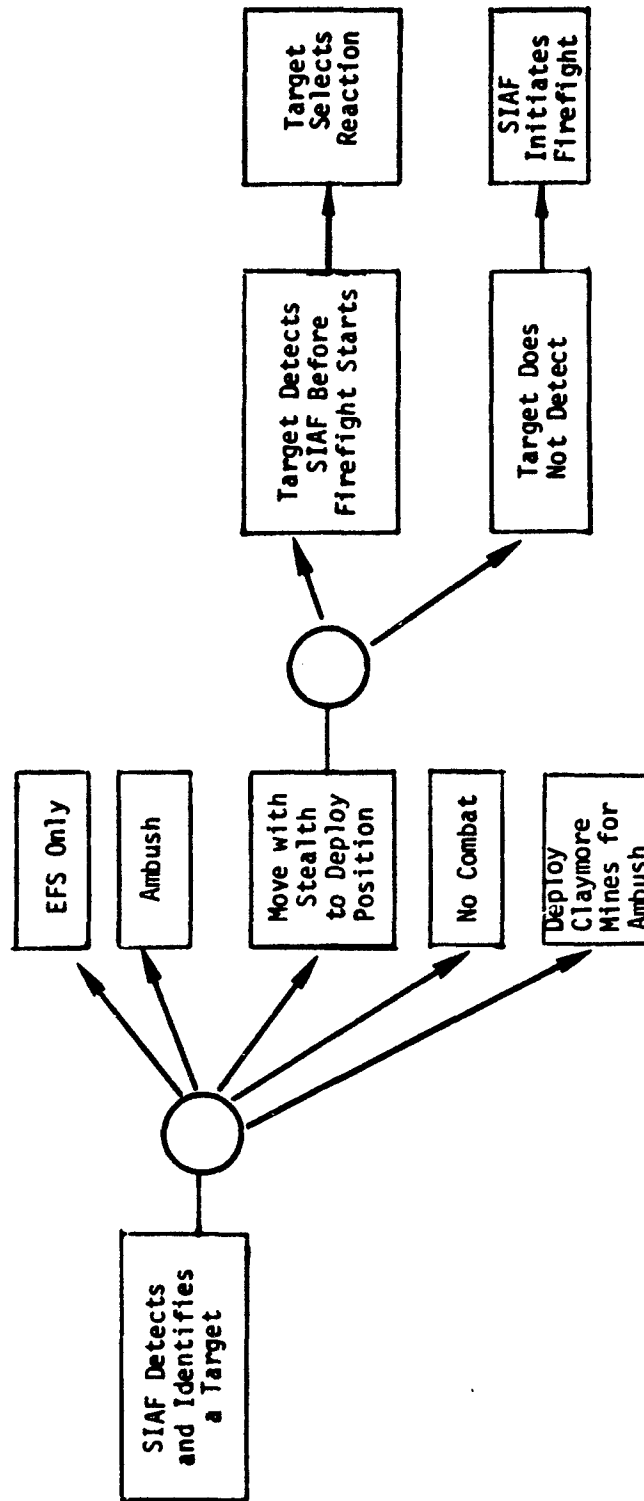 SIAF Detects
and Identifies
a Target
EFS Only
Ambush
Move with
Stealth
to Deploy
Position
No Combat
Deploy
Claymore
Mines for
Ambush
Target Detects
SIAF Before
Firefight Starts
Target Does
Not Detect
Target
Selects
Reaction
SIAF
Initiates
Firefight